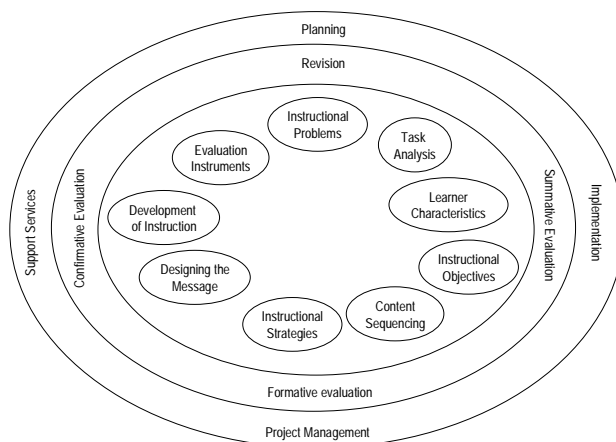 Planning
Revision
Instructional
Problems
Task
Analysis
Evaluation
Instruments
Learner
Characteristics
Development
of Instruction
Instructional
Objectives
Designing the
Message
Content
Sequencing
Instructional
Strategies
Support Services
Confirmative Evaluation
Summative Evaluation
Implementation
Formative evaluation
Project Management